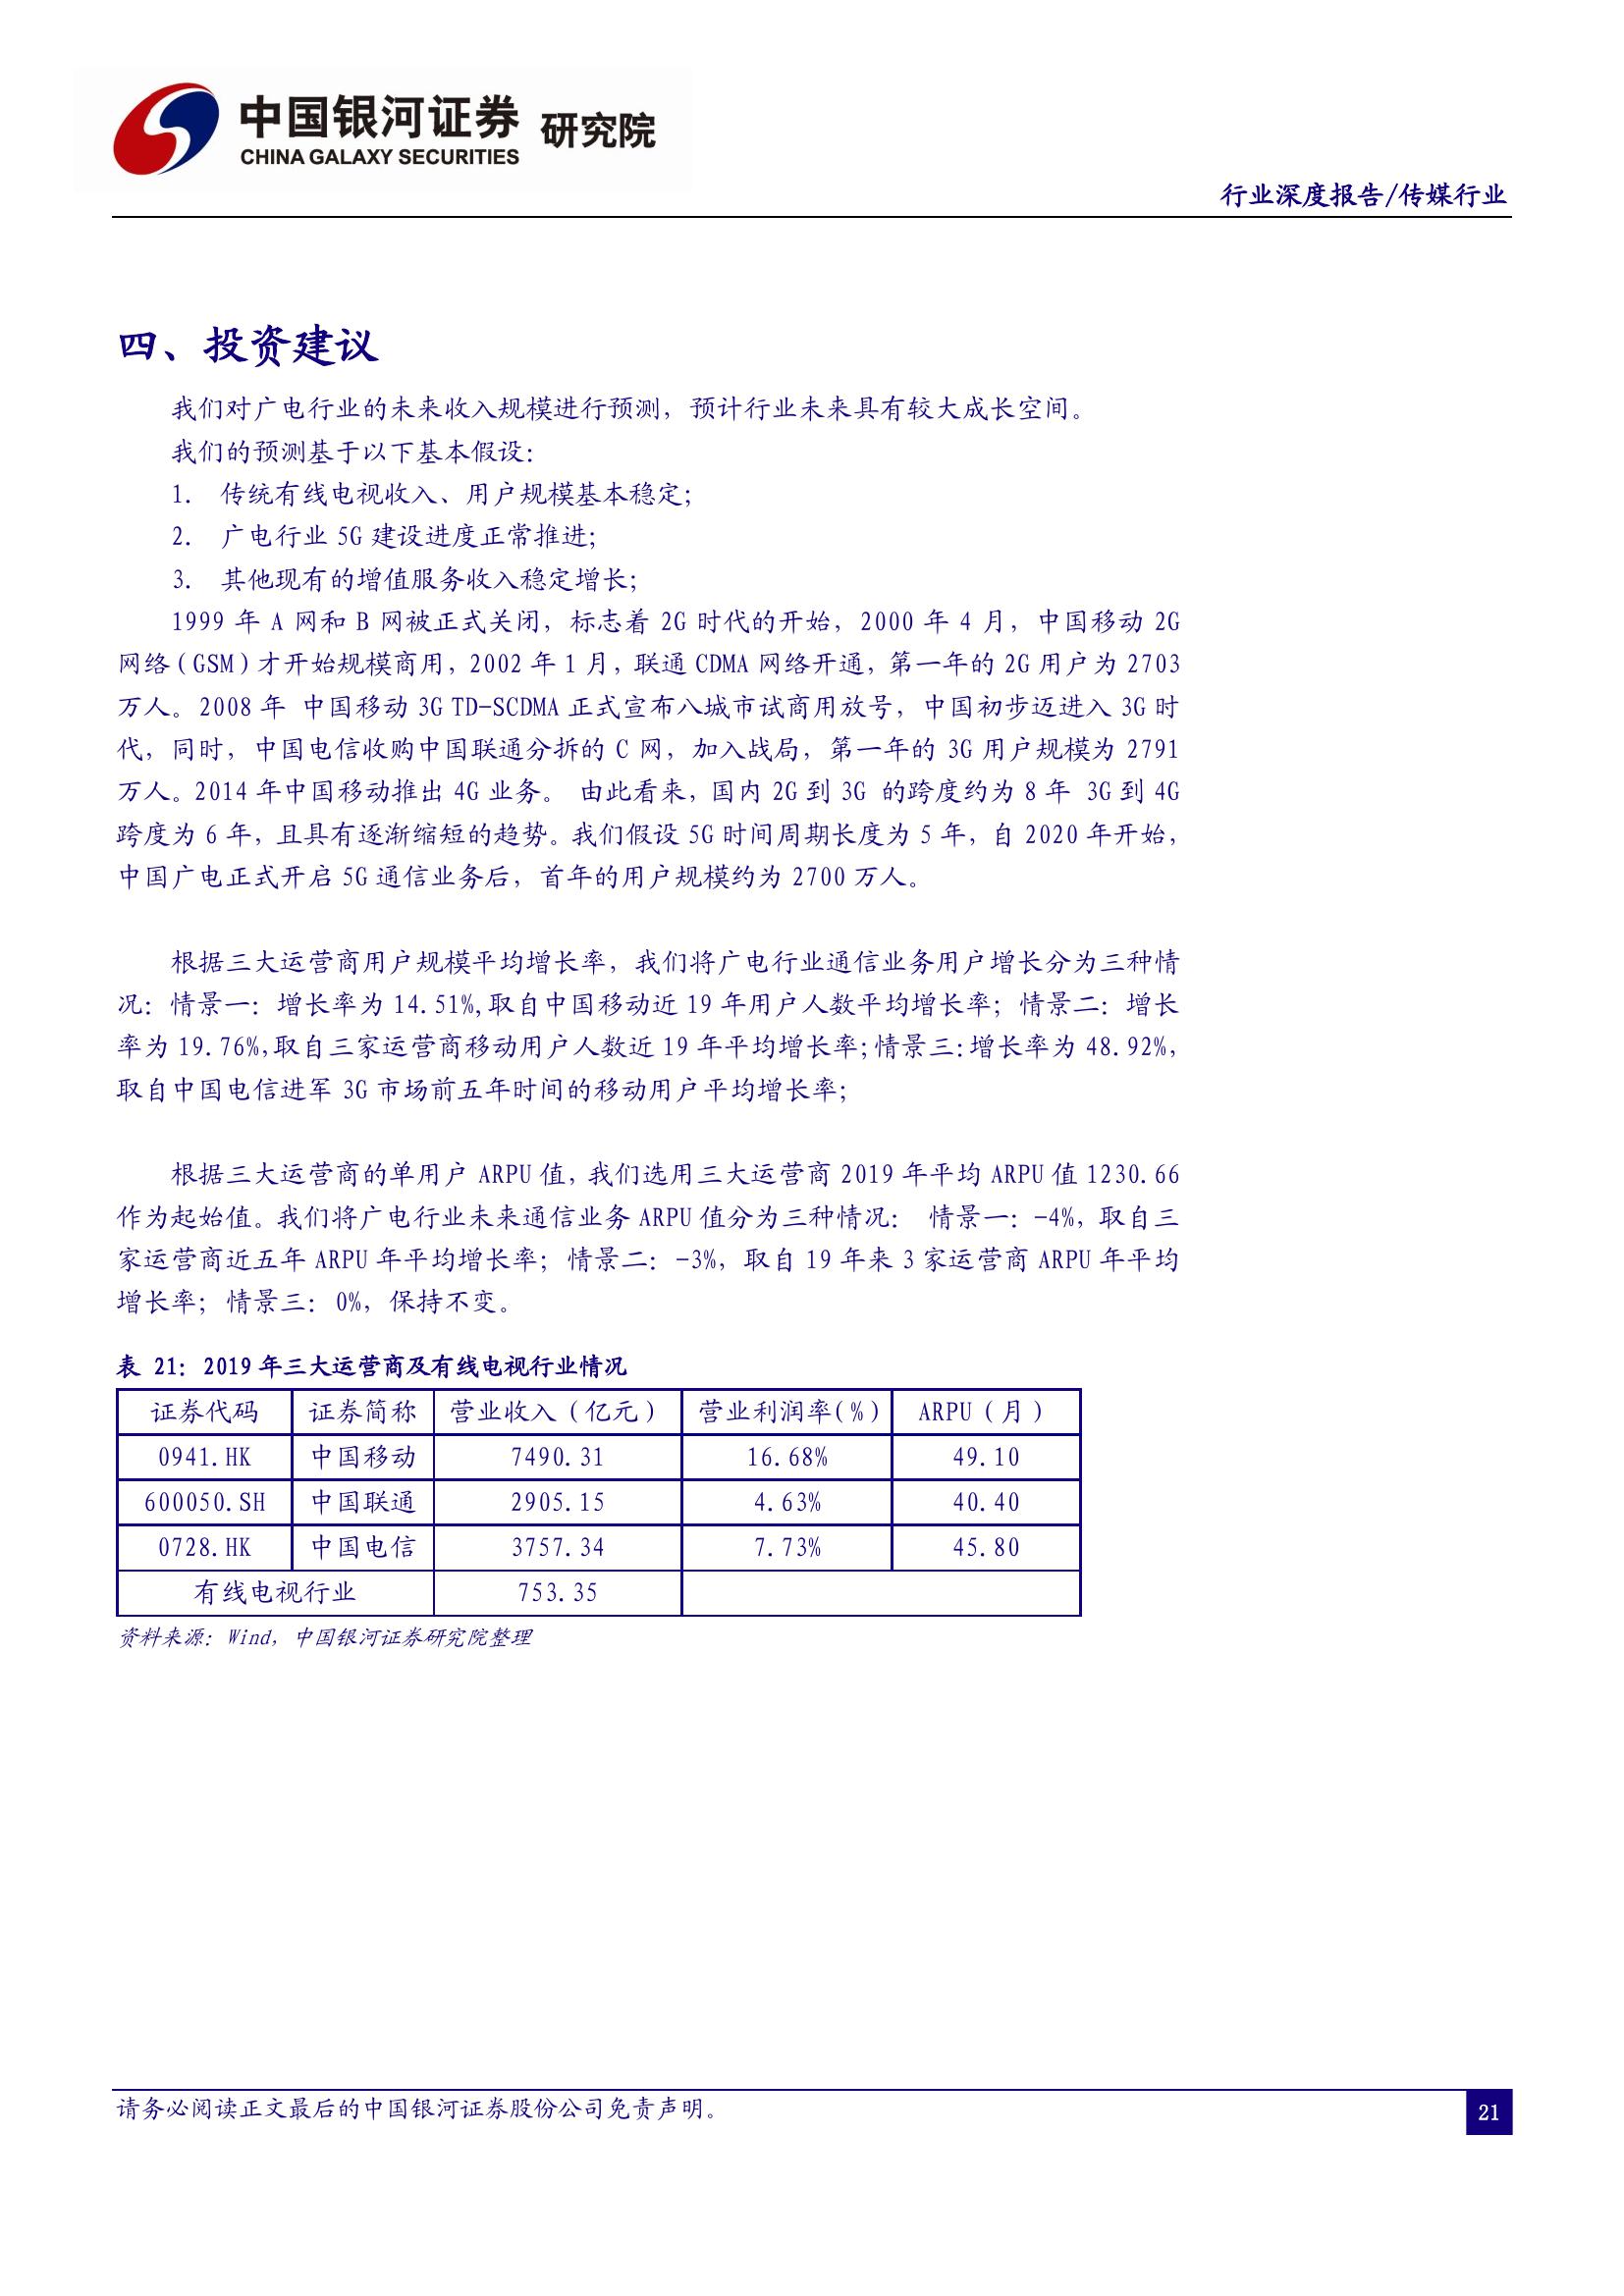 中国银河证券 研究院
CHINA GALAXY SECURITIES
行业深度报告/传媒行业
四、投资建议
我们对广电行业的未来收入规模进行预测，预计行业未来具有较大成长空间。
我们的预测基于以下基本假设：
1. 传统有线电视收入、用户规模基本稳定；
2. 广电行业 5G 建设进度正常推进；
3. 其他现有的增值服务收入稳定增长；
1999 年 A 网和 B 网被正式关闭，标志着 2G 时代的开始，2000 年 4 月，中国移动 2G
网络（GSM）才开始规模商用，2002 年 1 月，联通 CDMA 网络开通，第一年的 2G 用户为 2703
万人。2008 年 中国移动 3G TD-SCDMA 正式宣布八城市试商用放号，中国初步迈进入 3G 时
代，同时，中国电信收购中国联通分拆的 C 网，加入战局，第一年的 3G 用户规模为 2791
万人。2014 年中国移动推出 4G 业务。 由此看来，国内 2G 到 3G 的跨度约为 8 年 3G 到 4G
跨度为 6 年，且具有逐渐缩短的趋势。我们假设 5G 时间周期长度为 5 年，自 2020 年开始，
中国广电正式开启 5G 通信业务后，首年的用户规模约为 2700 万人。
根据三大运营商用户规模平均增长率，我们将广电行业通信业务用户增长分为三种情
况：情景一：增长率为 14.51%,取自中国移动近 19 年用户人数平均增长率；情景二：增长
率为 19.76%,取自三家运营商移动用户人数近 19 年平均增长率；情景三：增长率为 48.92%,
取自中国电信进军 3G 市场前五年时间的移动用户平均增长率；
根据三大运营商的单用户 ARPU 值，我们选用三大运营商 2019 年平均 ARPU 值 1230.66
作为起始值。我们将广电行业未来通信业务 ARPU 值分为三种情况： 情景一：-4%，取自三
家运营商近五年 ARPU 年平均增长率；情景二：-3%，取自 19 年来 3 家运营商 ARPU 年平均
增长率；情景三：0%，保持不变。
表 21：2019 年三大运营商及有线电视行业情况
证券代码 证券简称 营业收入（亿元） 营业利润率(%) ARPU（月）
0941.HK 中国移动 7490.31 16.68% 49.10
600050.SH 中国联通 2905.15 4.63% 40.40
0728.HK 中国电信 3757.34 7.73% 45.80
有线电视行业 753.35
资料来源：Wind，中国银河证券研究院整理
请务必阅读正文最后的中国银河证券股份公司免责声明。
21